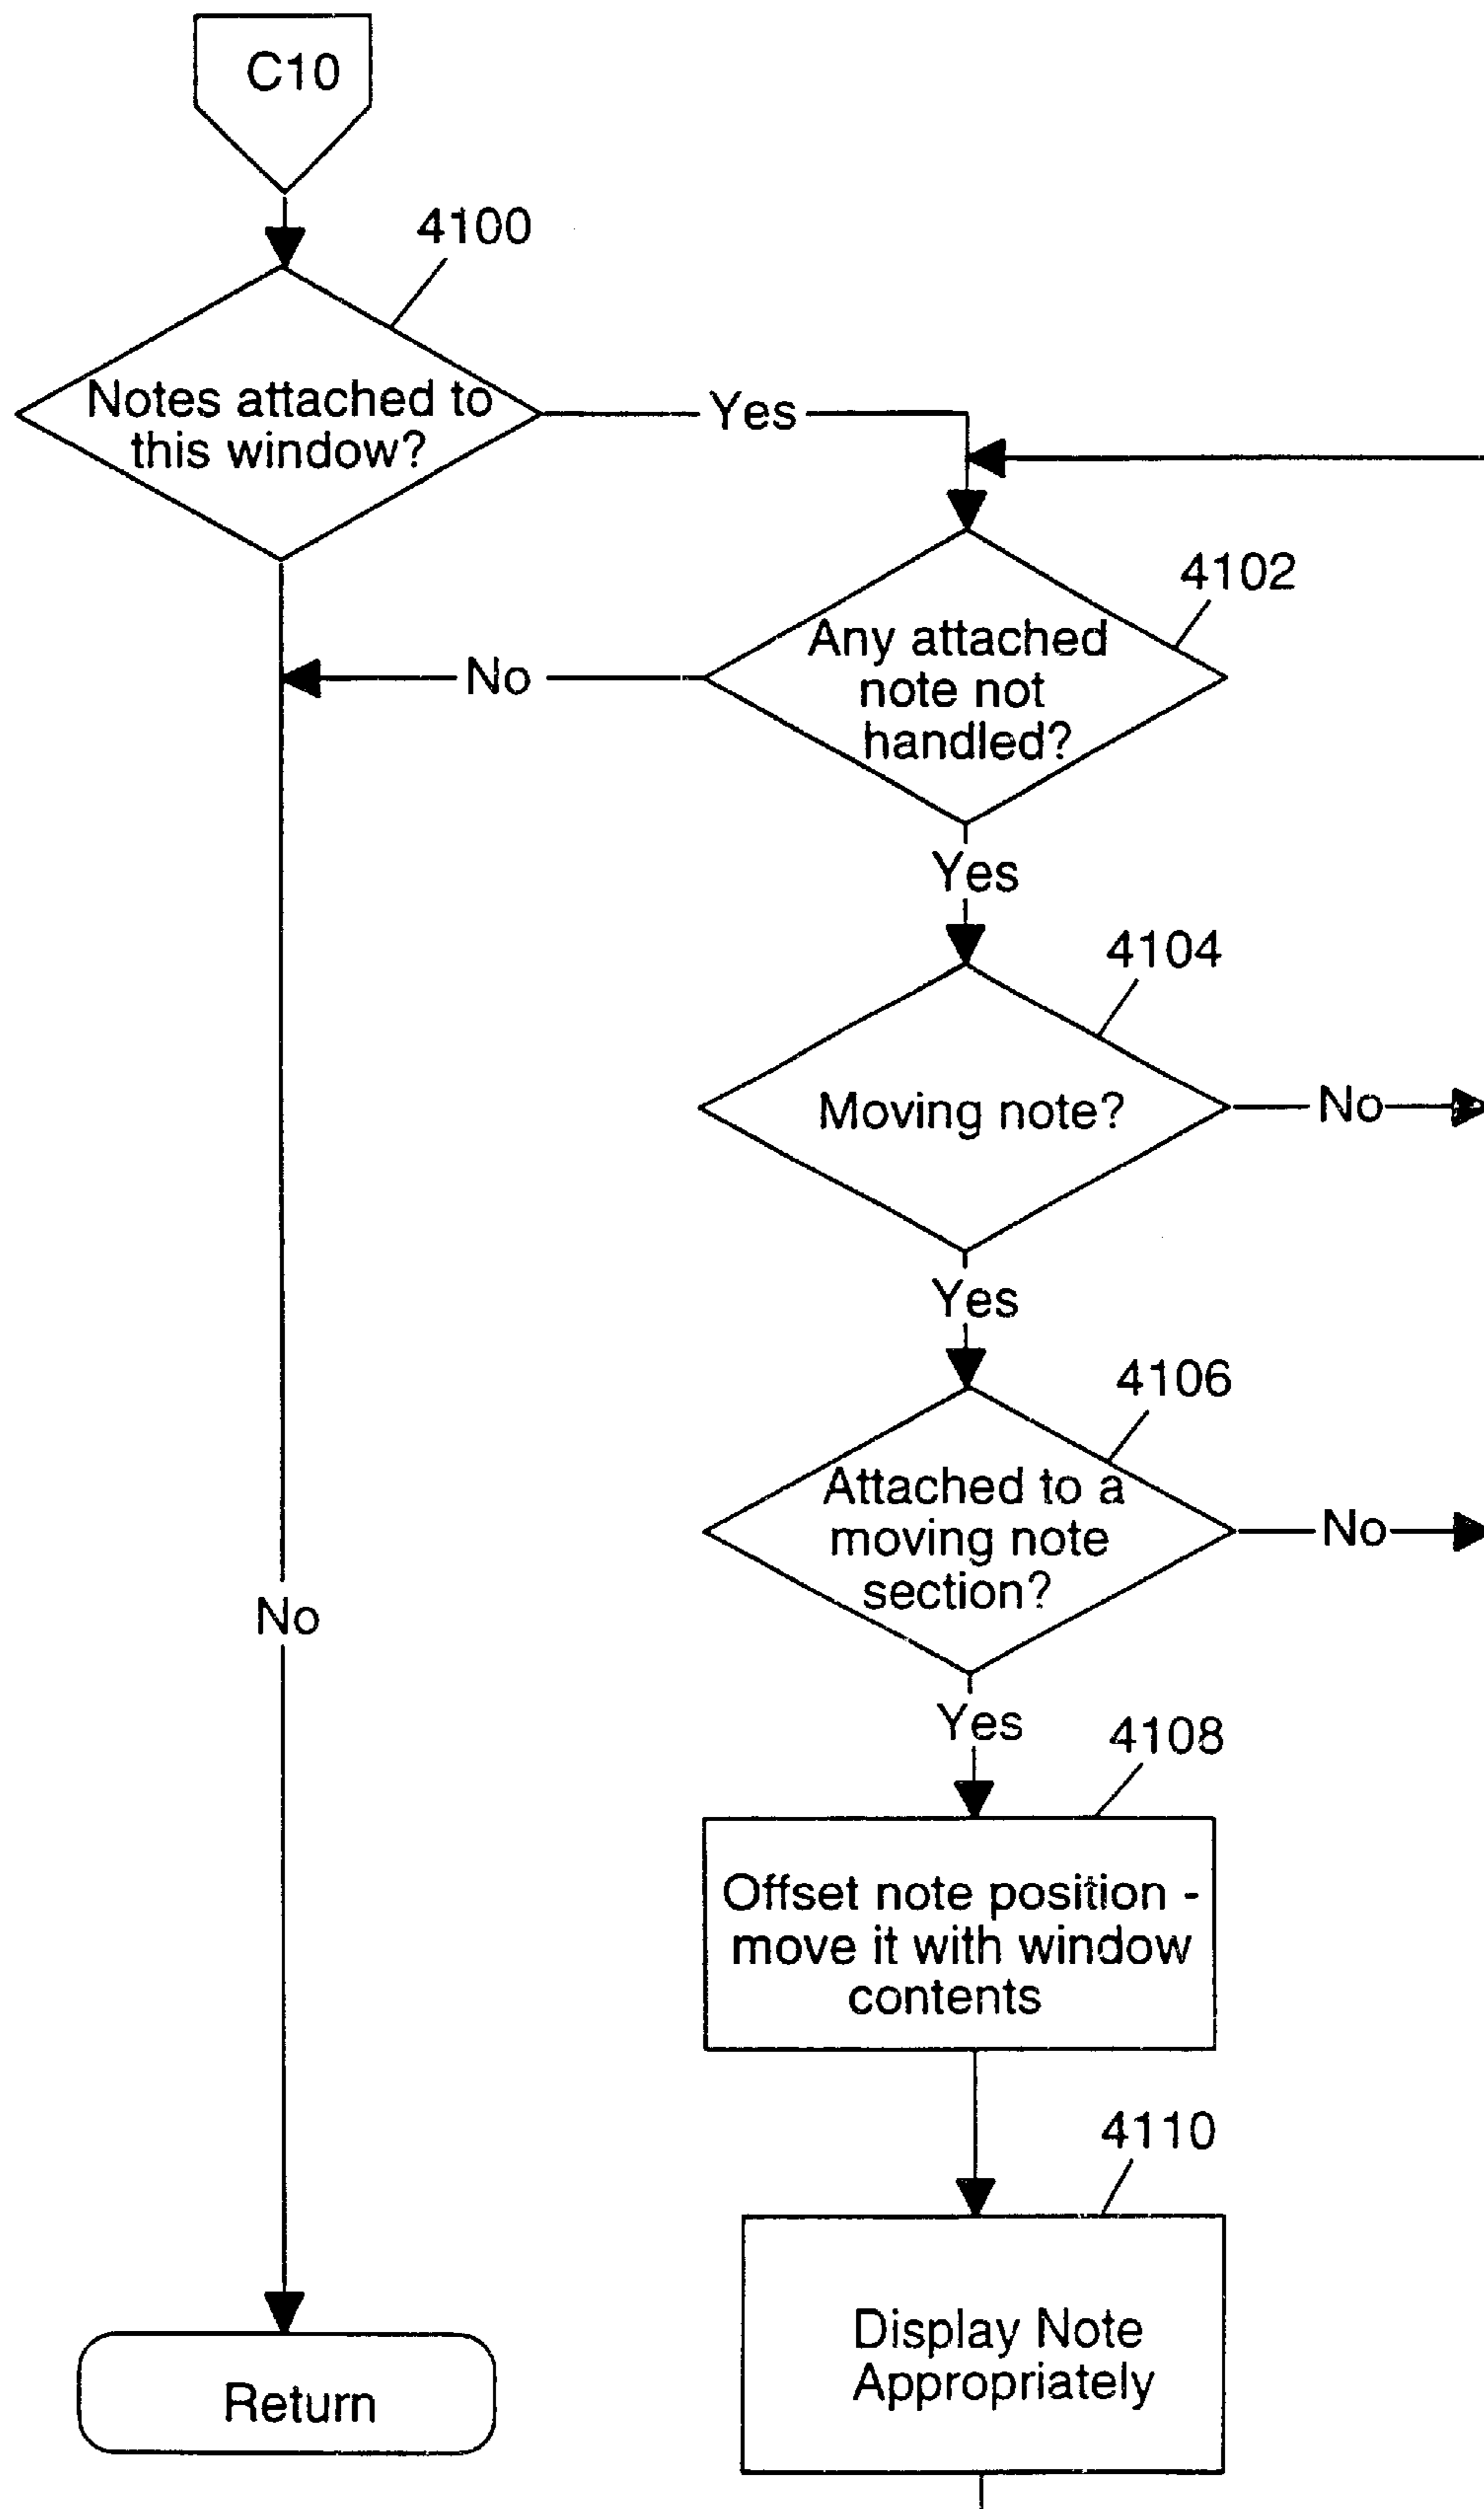 C10
4100
Notes attached to
this window?
Yes
4102
Any attached
note not
handled?
No
Yes
4104
Moving note?
No
Yes
4106
Attached to a
moving note
section?
No
No
Yes
4108
Offset note position -
move it with window
contents
4110
Display Note
Appropriately
Return